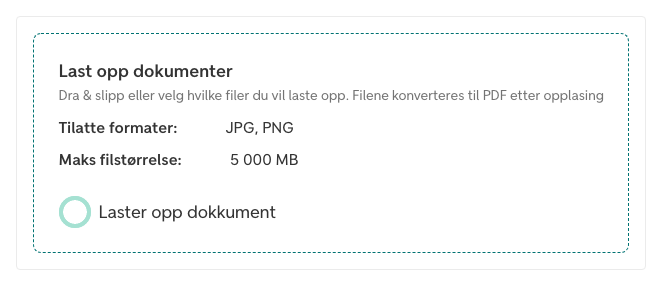 Last opp dokumenter
Dra & slipp eller velg hvilke filer du vil laste opp. Filene konverteres til PDF etter opplasing
Tilatte formater: JPG, PNG
Maks filstørrelse: 5 000 MB
Laster opp dokkument